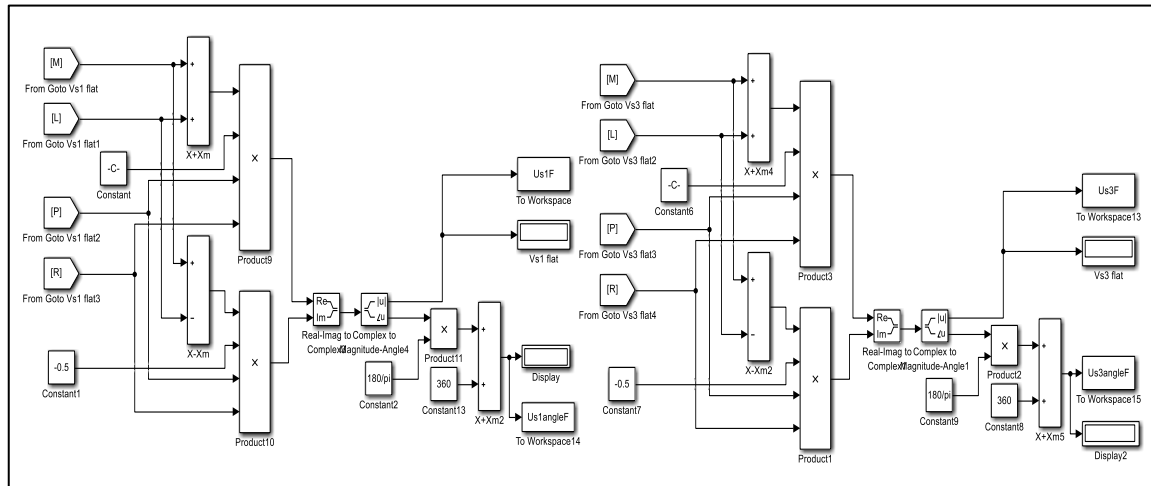 [M]
From Goto Vs1 flat
[L]
From Goto Vs1 flat1
+
+
X+Xm
-C-
Constant
[P]
From Goto Vs1 flat2
[R]
From Goto Vs1 flat3
×
Product9
+
−
X-Xm
-0.5
Constant1
×
Product10
Re
Im
Real-Imag to
Complex to
Magnitude-Angle4
|u|
∠u
×
Product11
180/pi
Constant2
360
Constant13
+
+
X+Xm2
Us1F
To Workspace
Vs1 flat
Display
Us1angleF
To Workspace14
[M]
From Goto Vs3 flat
[L]
From Goto Vs3 flat2
+
+
X+Xm4
-C-
Constant6
[P]
From Goto Vs3 flat3
[R]
From Goto Vs3 flat4
×
Product3
+
−
X-Xm2
-0.5
Constant7
×
Product1
Re
Im
Real-Imag to
Complex to
Magnitude-Angle1
|u|
∠u
×
Product2
180/pi
Constant9
360
Constant8
+
+
X+Xm5
Us3F
To Workspace13
Vs3 flat
Us3angleF
To Workspace15
Display2